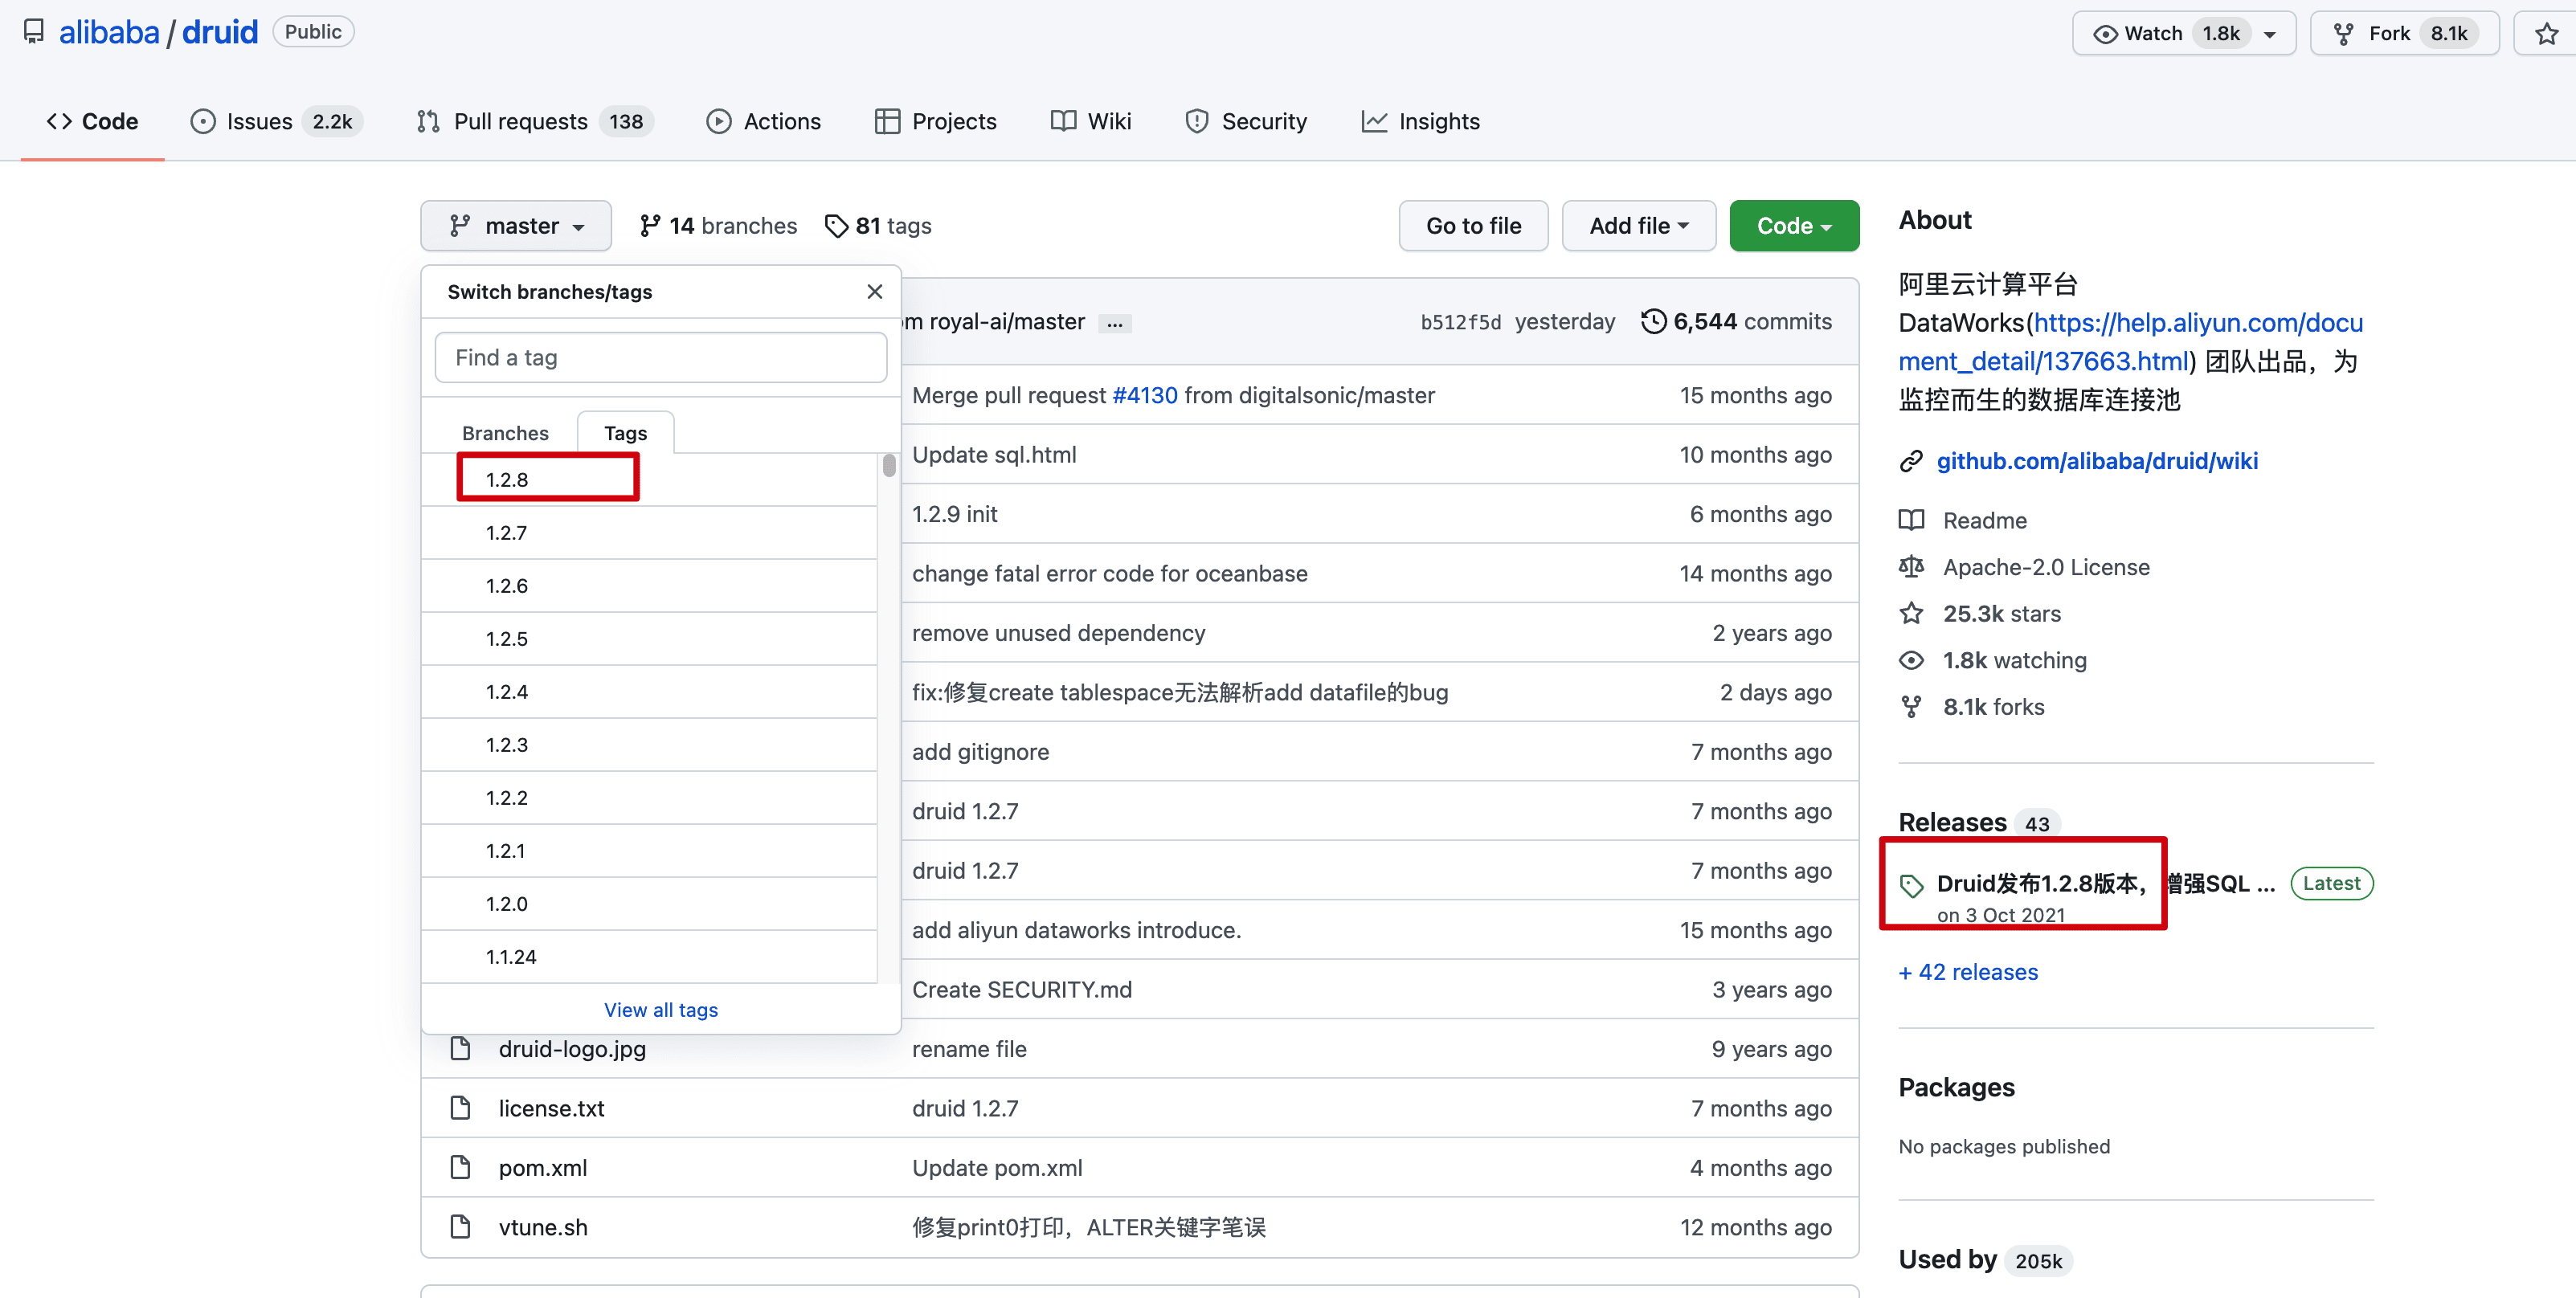 alibaba / druid Public
Watch 1.8k
Fork 8.1k
Code
Issues 2.2k
Pull requests 138
Actions
Projects
Wiki
Security
Insights
master
14 branches
81 tags
Go to file
Add file
Code
Switch branches/tags
Find a tag
Branches
Tags
1.2.8
1.2.7
1.2.6
1.2.5
1.2.4
1.2.3
1.2.2
1.2.1
1.2.0
1.1.24
View all tags
om royal-ai/master ...
b512f5d yesterday
6,544 commits
Merge pull request #4130 from digitalsonic/master 15 months ago
Update sql.html 10 months ago
1.2.9 init 6 months ago
change fatal error code for oceanbase 14 months ago
remove unused dependency 2 years ago
fix:修复create tablespace无法解析add datafile的bug 2 days ago
add gitignore 7 months ago
druid 1.2.7 7 months ago
druid 1.2.7 7 months ago
add aliyun dataworks introduce. 15 months ago
Create SECURITY.md 3 years ago
druid-logo.jpg rename file 9 years ago
license.txt druid 1.2.7 7 months ago
pom.xml Update pom.xml 4 months ago
vtune.sh 修复print0打印，ALTER关键字笔误 12 months ago
About
阿里云计算平台
DataWorks(https://help.aliyun.com/docu
ment_detail/137663.html) 团队出品，为
监控而生的数据库连接池
github.com/alibaba/druid/wiki
Readme
Apache-2.0 License
25.3k stars
1.8k watching
8.1k forks
Releases 43
Druid发布1.2.8版本，增强SQL ... Latest
on 3 Oct 2021
+ 42 releases
Packages
No packages published
Used by 205k